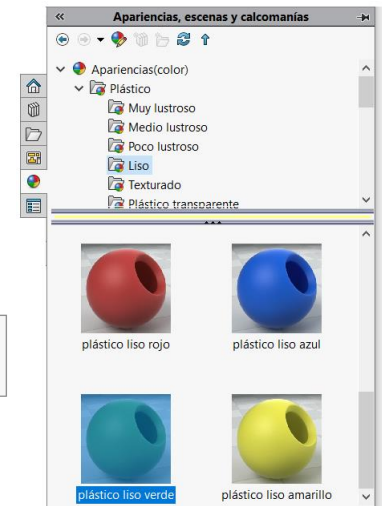 Apariencias, escenas y calcomanías
Apariencias(color)
Plástico
Muy lustroso
Medio lustroso
Poco lustroso
Liso
Texturado
Plástico transparente
plástico liso rojo
plástico liso azul
plástico liso verde
plástico liso amarillo